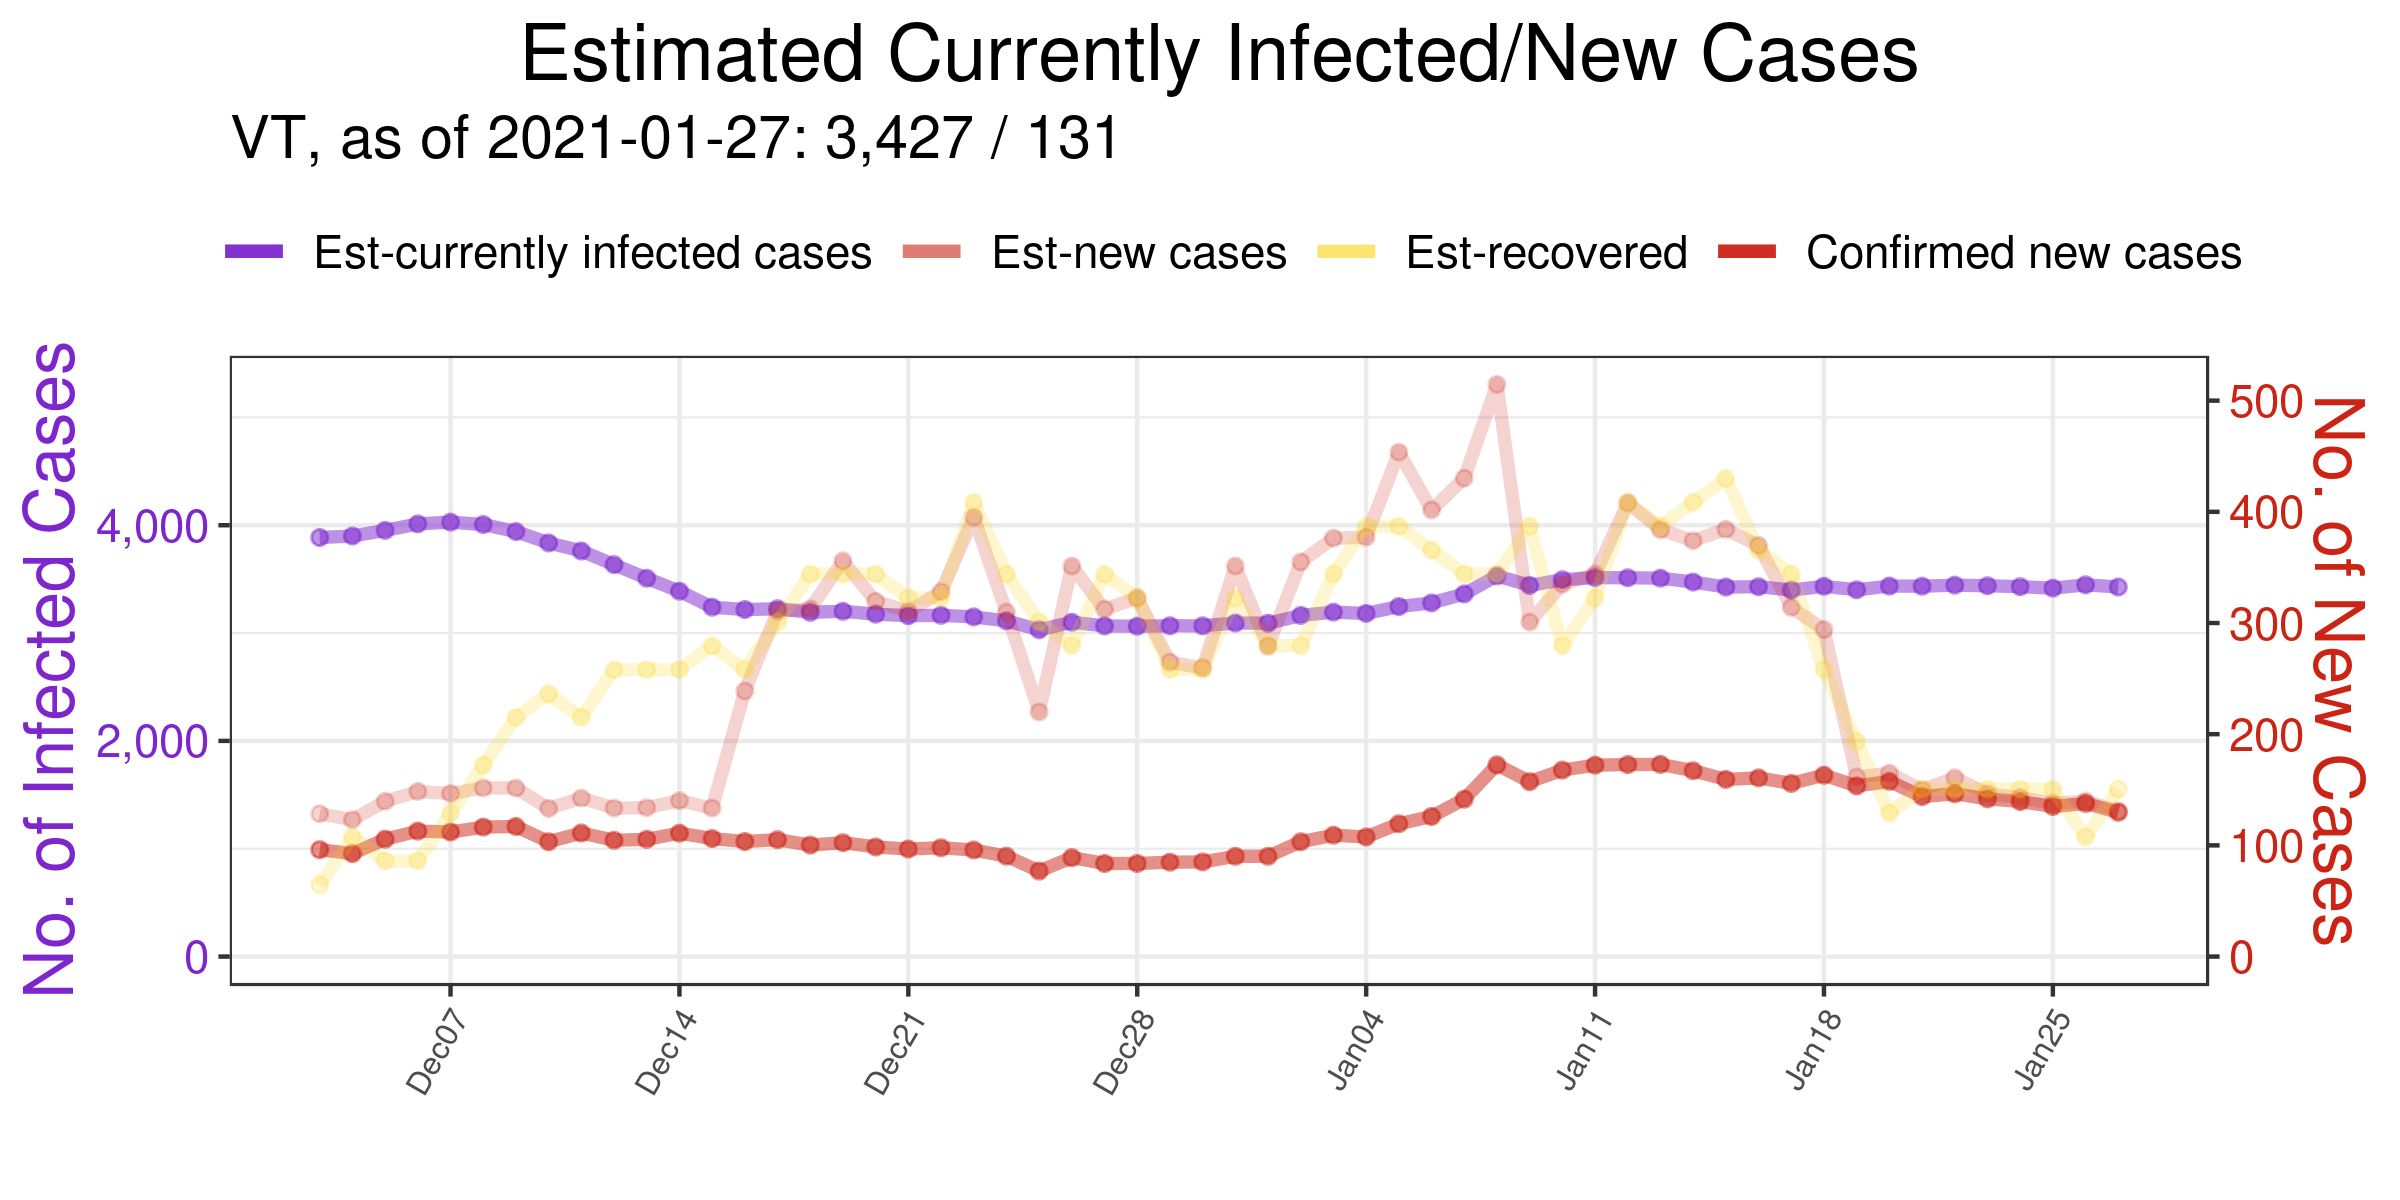 Estimated Currently Infected/New Cases
VT, as of 2021-01-27: 3,427 / 131
Est-currently infected cases Est-new cases Est-recovered Confirmed new cases
No. of Infected Cases
4,000
2,000
0
500
400
300
200
100
0
No. of New Cases
Dec07 Dec14 Dec21 Dec28 Jan04 Jan11 Jan18 Jan25